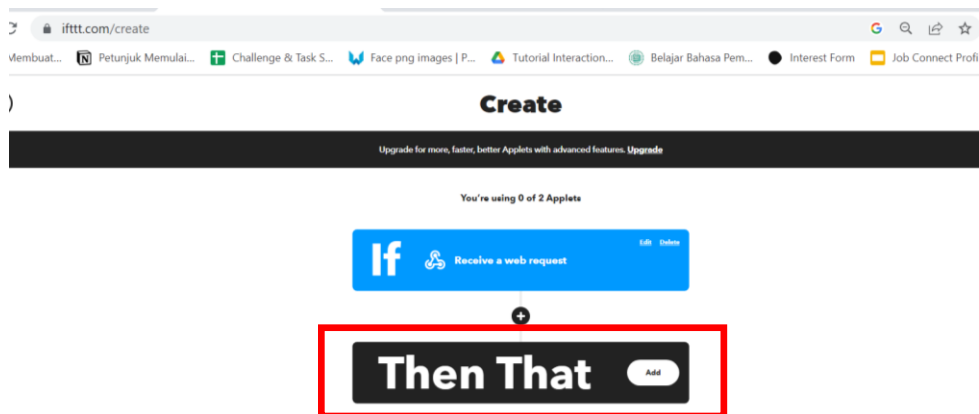 ifttt.com/create
Membuat... Petunjuk Memulai... Challenge & Task S... Face png images | P... Tutorial Interaction... Belajar Bahasa Pem... Interest Form Job Connect Profi
Create
Upgrade for more, faster, better Applets with advanced features. Upgrade
You're using 0 of 2 Applets
If Receive a web request Edit Delete
Then That Add